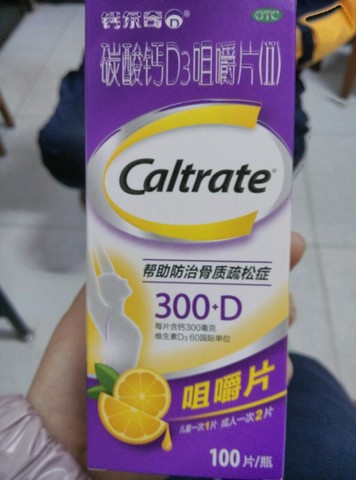 钙尔奇
OTC
碳酸钙D3咀嚼片(Ⅱ)
Caltrate®
帮助防治骨质疏松症
300+D
每片含钙300毫克
维生素D3 60国际单位
咀嚼片
儿童一次1片 成人一次2片
100片/瓶